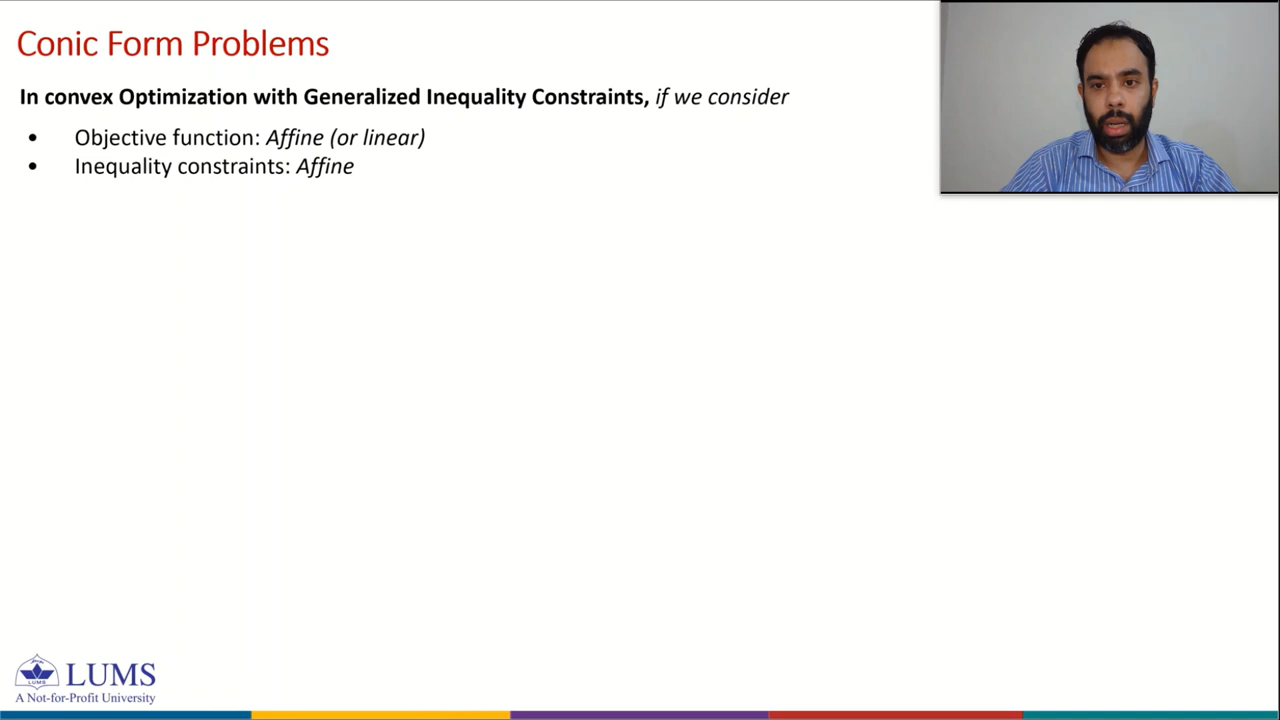 Conic Form Problems
In convex Optimization with Generalized Inequality Constraints, if we consider
• Objective function: Affine (or linear)
• Inequality constraints: Affine
LUMS
LUMS
A Not-for-Profit University